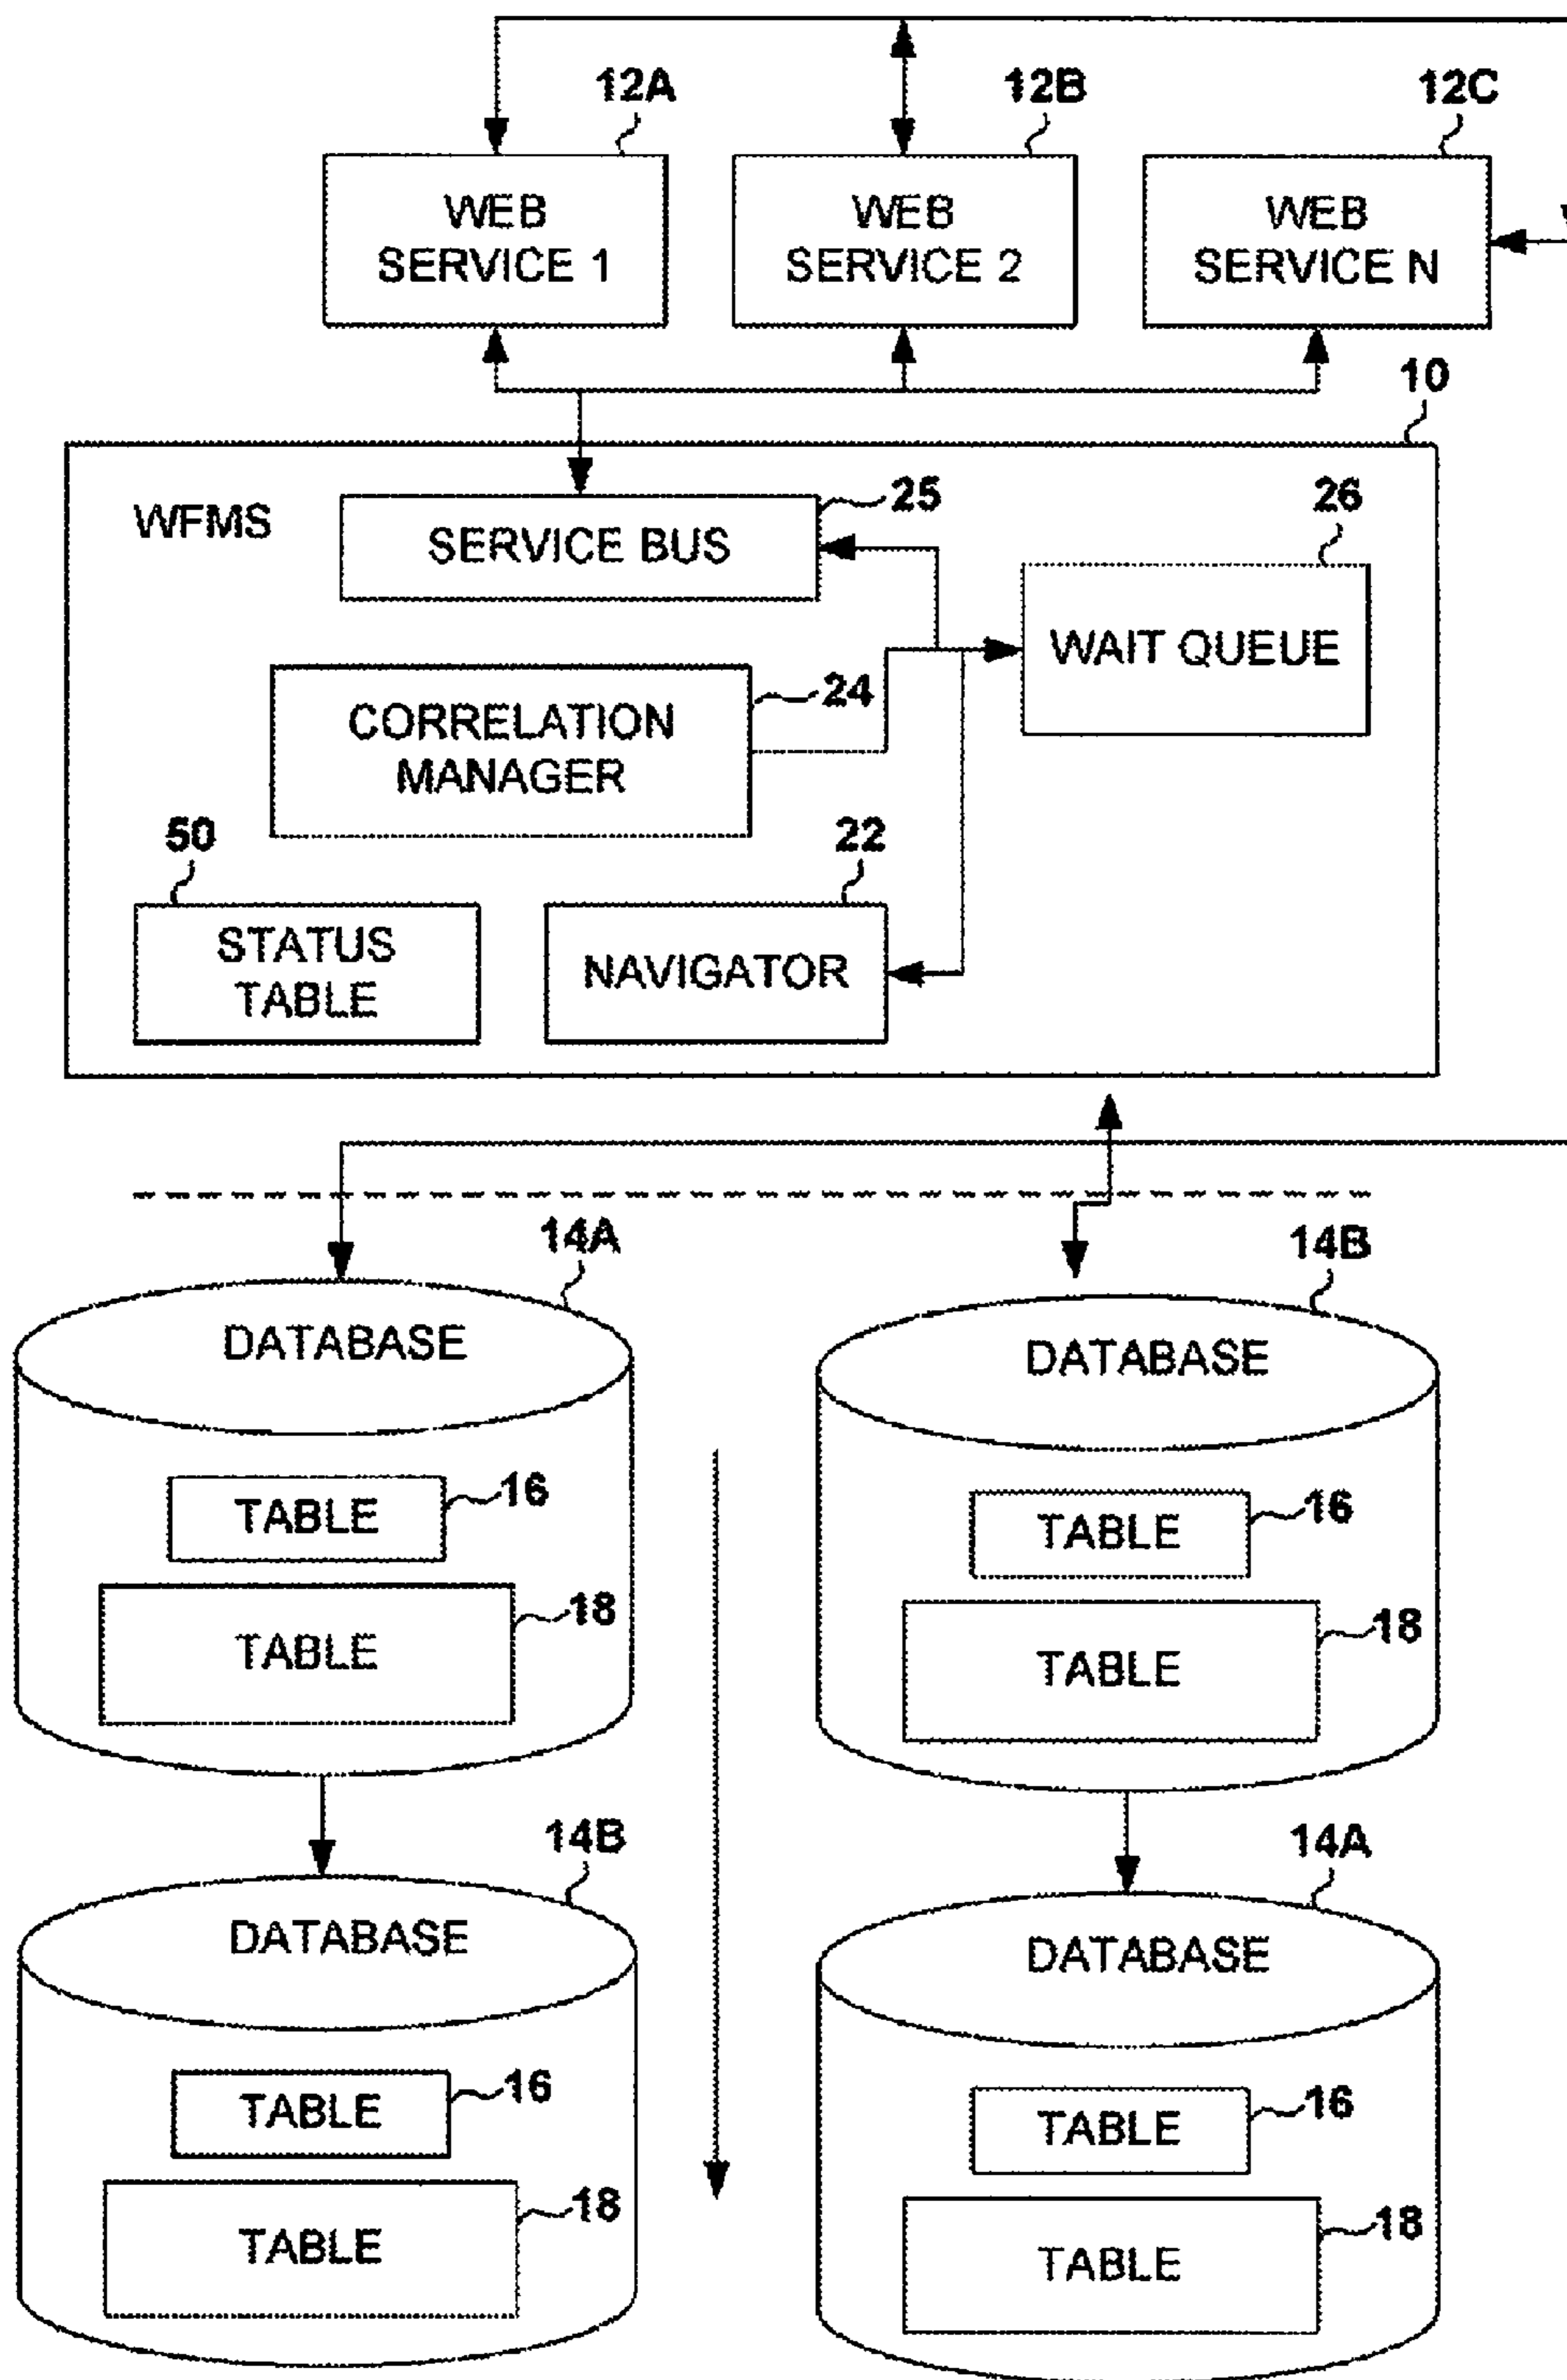 12A
12B
12C
WEB
SERVICE 1
WEB
SERVICE 2
WEB
SERVICE N
10
WFMS
SERVICE BUS
25
26
WAIT QUEUE
CORRELATION
MANAGER
24
50
STATUS
TABLE
22
NAVIGATOR
14A
DATABASE
TABLE
16
TABLE
18
14B
DATABASE
TABLE
16
TABLE
18
14B
DATABASE
TABLE
16
TABLE
18
14A
DATABASE
TABLE
16
TABLE
18